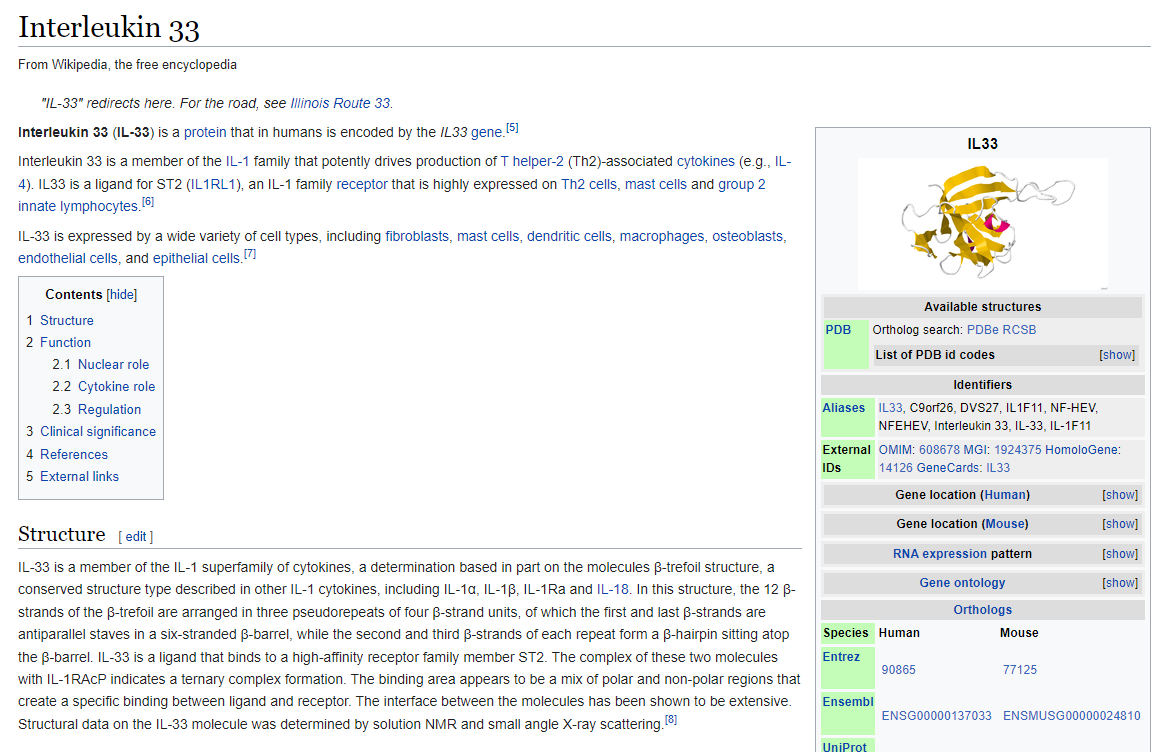 Interleukin 33
From Wikipedia, the free encyclopedia
"IL-33" redirects here. For the road, see Illinois Route 33.
Interleukin 33 (IL-33) is a protein that in humans is encoded by the IL33 gene.[5]
Interleukin 33 is a member of the IL-1 family that potently drives production of T helper-2 (Th2)-associated cytokines (e.g., IL-
4). IL33 is a ligand for ST2 (IL1RL1), an IL-1 family receptor that is highly expressed on Th2 cells, mast cells and group 2
innate lymphocytes.[6]
IL-33 is expressed by a wide variety of cell types, including fibroblasts, mast cells, dendritic cells, macrophages, osteoblasts,
endothelial cells, and epithelial cells.[7]
Contents [hide]
1 Structure
2 Function
2.1 Nuclear role
2.2 Cytokine role
2.3 Regulation
3 Clinical significance
4 References
5 External links
Structure [ edit ]
IL-33 is a member of the IL-1 superfamily of cytokines, a determination based in part on the molecules β-trefoil structure, a
conserved structure type described in other IL-1 cytokines, including IL-1α, IL-1β, IL-1Ra and IL-18. In this structure, the 12 β-
strands of the β-trefoil are arranged in three pseudorepeats of four β-strand units, of which the first and last β-strands are
antiparallel staves in a six-stranded β-barrel, while the second and third β-strands of each repeat form a β-hairpin sitting atop
the β-barrel. IL-33 is a ligand that binds to a high-affinity receptor family member ST2. The complex of these two molecules
with IL-1RAcP indicates a ternary complex formation. The binding area appears to be a mix of polar and non-polar regions that
create a specific binding between ligand and receptor. The interface between the molecules has been shown to be extensive.
Structural data on the IL-33 molecule was determined by solution NMR and small angle X-ray scattering.[8]
IL33
Available structures
PDB Ortholog search: PDBe RCSB
List of PDB id codes [show]
Identifiers
Aliases IL33, C9orf26, DVS27, IL1F11, NF-HEV,
NFEHEV, Interleukin 33, IL-33, IL-1F11
External OMIM: 608678 MGI: 1924375 HomoloGene:
IDs 14126 GeneCards: IL33
Gene location (Human) [show]
Gene location (Mouse) [show]
RNA expression pattern [show]
Gene ontology [show]
Orthologs
Species Human Mouse
Entrez
90865 77125
Ensembl
ENSG00000137033 ENSMUSG00000024810
UniProt